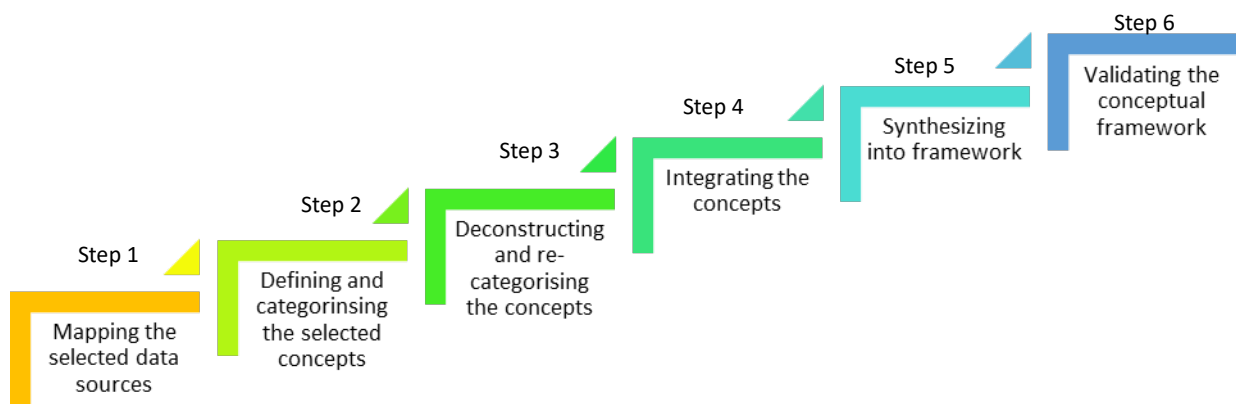 Step 1
Mapping the
selected data
sources
Step 2
Defining and
categorinsing
the selected
concepts
Step 3
Deconstructing
and re-
categorising
the concepts
Step 4
Integrating the
concepts
Step 5
Synthesizing
into framework
Step 6
Validating the
conceptual
framework